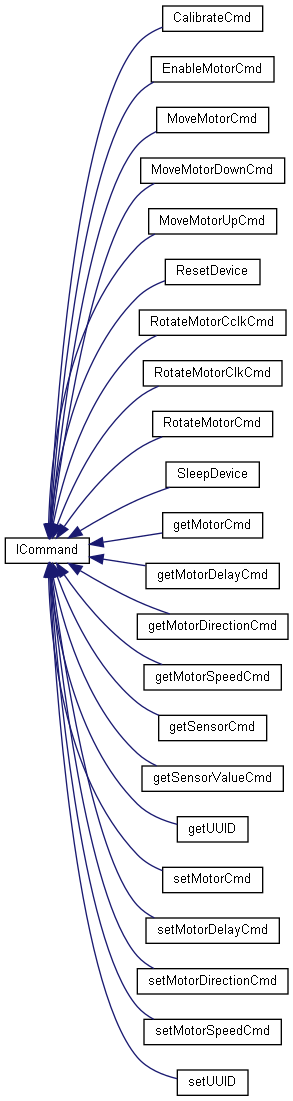 CalibrateCmd
EnableMotorCmd
MoveMotorCmd
MoveMotorDownCmd
MoveMotorUpCmd
ResetDevice
RotateMotorCclkCmd
RotateMotorClkCmd
RotateMotorCmd
SleepDevice
getMotorCmd
ICommand
getMotorDelayCmd
getMotorDirectionCmd
getMotorSpeedCmd
getSensorCmd
getSensorValueCmd
getUUID
setMotorCmd
setMotorDelayCmd
setMotorDirectionCmd
setMotorSpeedCmd
setUUID